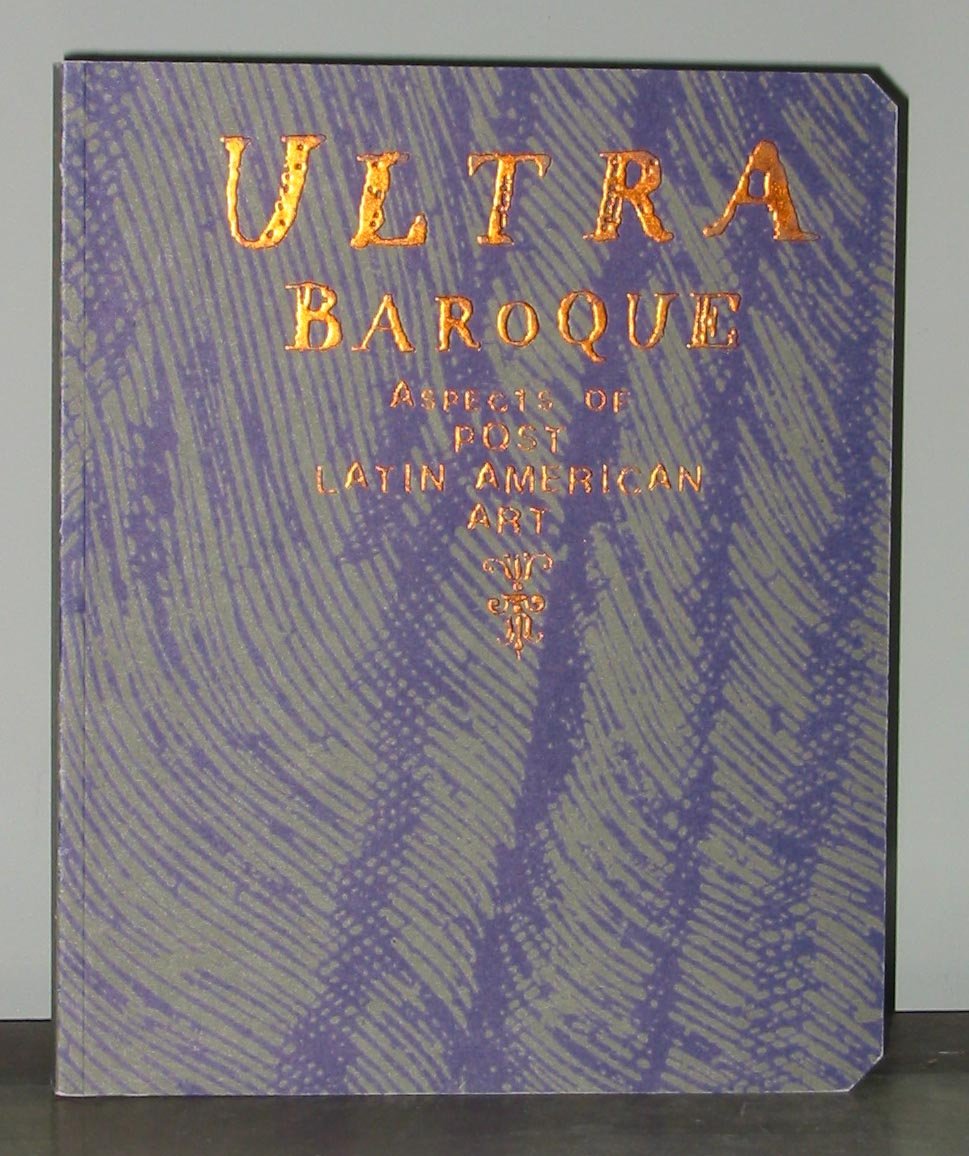 ULTRA
BAROQUE
ASPECTS OF
POST
LATIN AMERICAN
ART